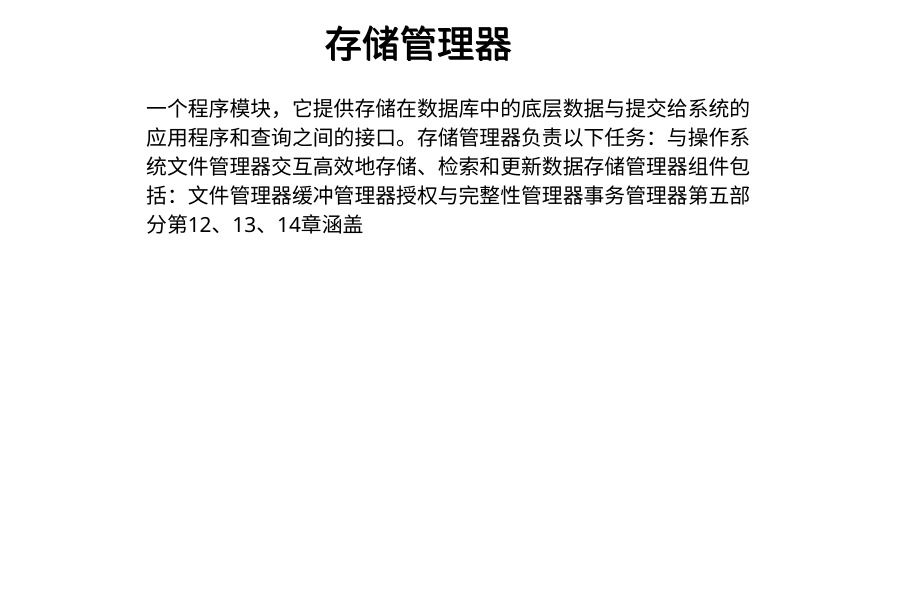 存储管理器
一个程序模块，它提供存储在数据库中的底层数据与提交给系统的
应用程序和查询之间的接口。存储管理器负责以下任务：与操作系
统文件管理器交互高效地存储、检索和更新数据存储管理器组件包
括：文件管理器缓冲管理器授权与完整性管理器事务管理器第五部
分第12、13、14章涵盖